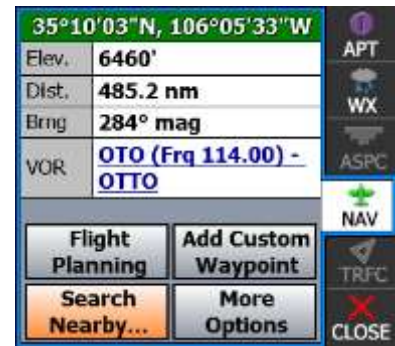 35°10'03"N, 106°05'33"W
Elev. 6460'
Dist. 485.2 nm
Brng 284° mag
VOR OTO (Frq 114.00) -
OTTO
Flight
Planning
Add Custom
Waypoint
Search
Nearby...
More
Options
APT
WX
ASPC
NAV
TRFC
CLOSE